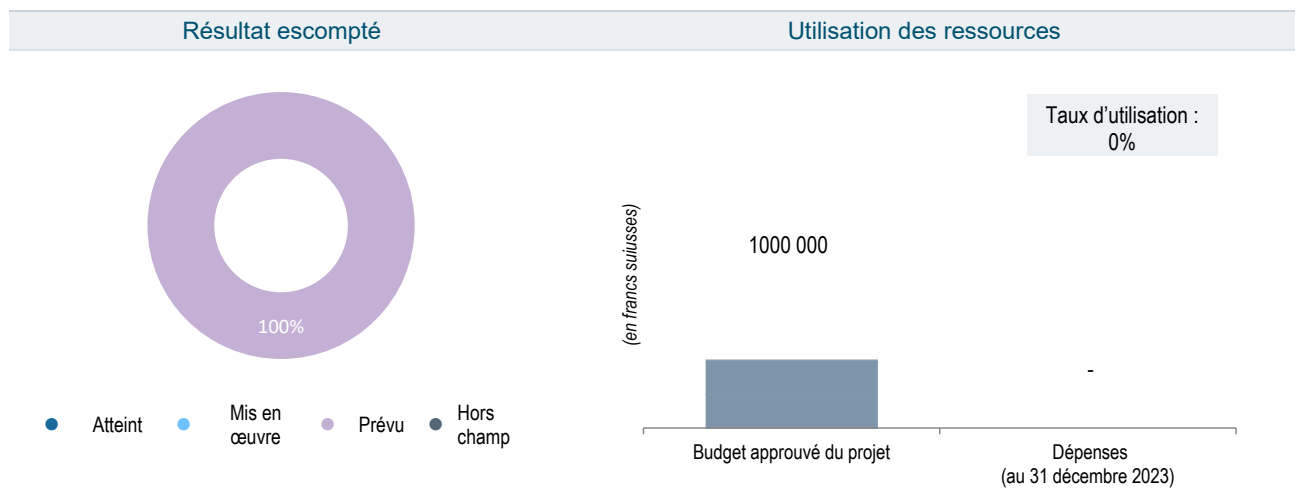 Résultat escompté
Utilisation des ressources
100%
Atteint
Mis en
œuvre
Prévu
Hors
champ
Taux d’utilisation :
0%
(en francs suiusses)
1000 000
-
Budget approuvé du projet
Dépenses
(au 31 décembre 2023)